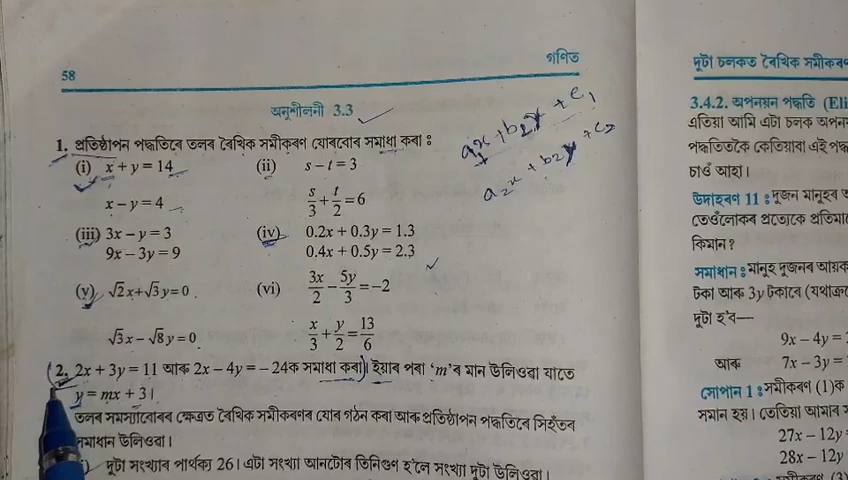 58
গণিত
অনুশীলনী 3.3
1. প্ৰতিষ্ঠাপন পদ্ধতিৰে তলৰ ৰৈখিক সমীকৰণ যোৰবোৰ সমাধা কৰা :
(i) x + y = 14 (ii) s – t = 3
x – y = 4 s/3 + t/2 = 6
(iii) 3x – y = 3 (iv) 0.2x + 0.3y = 1.3
9x – 3y = 9 0.4x + 0.5y = 2.3
(v) √2x + √3y = 0 (vi) 3x/2 – 5y/3 = –2
√3x – √8y = 0 x/3 + y/2 = 13/6
2. 2x + 3y = 11 আৰু 2x – 4y = – 24ক সমাধা কৰা। ইয়াৰ পৰা 'm'ৰ মান উলিওৱা যাতে
y = mx + 3।
তলৰ সমস্যাবোৰৰ ক্ষেত্ৰত ৰৈখিক সমীকৰণৰ যোৰ গঠন কৰা আৰু প্ৰতিষ্ঠাপন পদ্ধতিৰে সিহঁতৰ
সমাধান উলিওৱা।
দুটা সংখ্যাৰ পাৰ্থক্য 26। এটা সংখ্যা আনটোৰ তিনিগুণ হ'লে সংখ্যা দুটা উলিওৱা।
a x + b₂y + c₁
a₂x + b₂y + c₂
দুটা চলকত ৰৈখিক সমীকৰণ
3.4.2. অপনয়ন পদ্ধতি (Eli
এতিয়া আমি এটা চলক অপন
পদ্ধতিতকৈ কেতিয়াবা এই পদ্ধ
চাওঁ আহা।
উদাহৰণ 11 : দুজন মানুহৰ
তেওঁলোকৰ প্ৰত্যেকে প্ৰতিমা
কিমান?
সমাধান : মানুহ দুজনৰ আয়ক
টকা আৰু 3y টকাৰে (যথাক্ৰ
দুটা হ'ব—
9x – 4y =
আৰু 7x – 3y =
সোপান 1 : সমীকৰণ (1)ক
সমান হয়। তেতিয়া আমাৰ
27x – 12y
28x – 12y